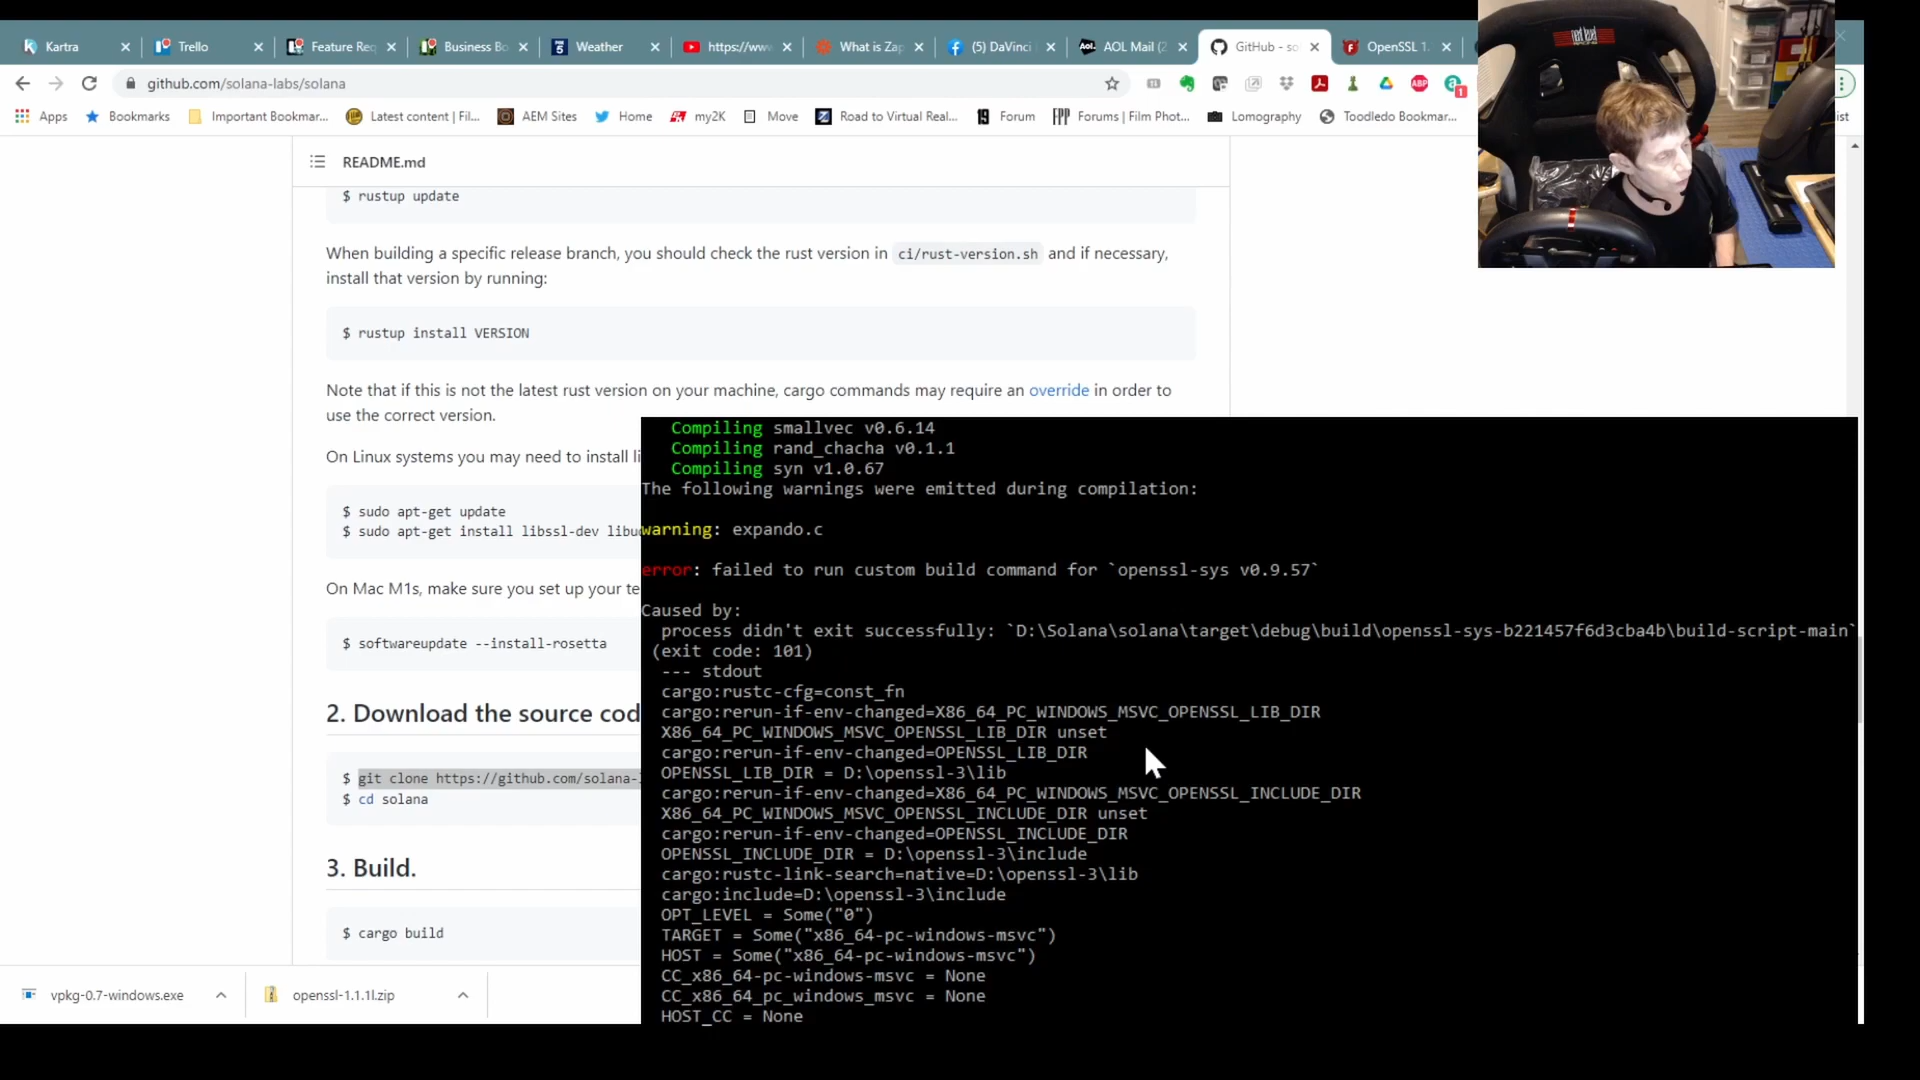 Kartra
Trello
Feature Req
Business Bo
Weather
https://www
What is Zap
(5) DaVinci
AOL Mail (2
GitHub - so
OpenSSL 1.
github.com/solana-labs/solana
Apps
Bookmarks
Important Bookmar...
Latest content | Fil...
AEM Sites
Home
my2K
Move
Road to Virtual Real...
Forum
Forums | Film Phot...
Lomography
Toodledo Bookmar...
ist
README.md
$ rustup update
When building a specific release branch, you should check the rust version in ci/rust-version.sh and if necessary,
install that version by running:
$ rustup install VERSION
Note that if this is not the latest rust version on your machine, cargo commands may require an override in order to
use the correct version.
On Linux systems you may need to install li
$ sudo apt-get update
$ sudo apt-get install libssl-dev libu
On Mac M1s, make sure you set up your te
$ softwareupdate --install-rosetta
2. Download the source cod
$ git clone https://github.com/solana-l
$ cd solana
3. Build.
$ cargo build
Compiling smallvec v0.6.14
Compiling rand_chacha v0.1.1
Compiling syn v1.0.67
The following warnings were emitted during compilation:
warning: expando.c
error: failed to run custom build command for `openssl-sys v0.9.57`
Caused by:
process didn't exit successfully: `D:\Solana\solana\target\debug\build\openssl-sys-b221457f6d3cba4b\build-script-main`
(exit code: 101)
--- stdout
cargo:rustc-cfg=const_fn
cargo:rerun-if-env-changed=X86_64_PC_WINDOWS_MSVC_OPENSSL_LIB_DIR
X86_64_PC_WINDOWS_MSVC_OPENSSL_LIB_DIR unset
cargo:rerun-if-env-changed=OPENSSL_LIB_DIR
OPENSSL_LIB_DIR = D:\openssl-3\lib
cargo:rerun-if-env-changed=X86_64_PC_WINDOWS_MSVC_OPENSSL_INCLUDE_DIR
X86_64_PC_WINDOWS_MSVC_OPENSSL_INCLUDE_DIR unset
cargo:rerun-if-env-changed=OPENSSL_INCLUDE_DIR
OPENSSL_INCLUDE_DIR = D:\openssl-3\include
cargo:rustc-link-search=native=D:\openssl-3\lib
cargo:include=D:\openssl-3\include
OPT_LEVEL = Some("0")
TARGET = Some("x86_64-pc-windows-msvc")
HOST = Some("x86_64-pc-windows-msvc")
CC_x86_64-pc-windows-msvc = None
CC_x86_64_pc_windows_msvc = None
HOST_CC = None
vpkg-0.7-windows.exe
openssl-1.1.1l.zip